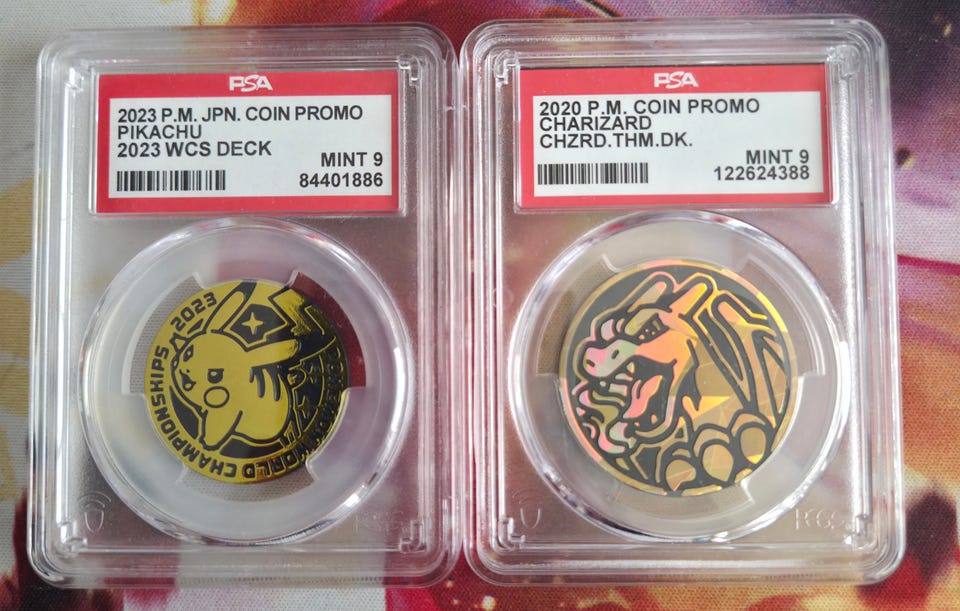 PSA
2023 P.M. JPN. COIN PROMO
PIKACHU
2023 WCS DECK
MINT 9
84401886
PSA
2020 P.M. COIN PROMO
CHARIZARD
CHZRD.THM.DK.
MINT 9
122624388
2023
POKÉMON WORLD CHAMPIONSHIPS